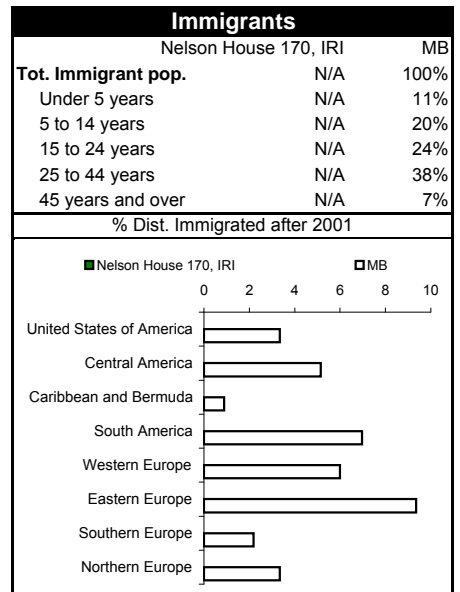 Immigrants
Nelson House 170, IRI MB
Tot. Immigrant pop. N/A 100%
Under 5 years N/A 11%
5 to 14 years N/A 20%
15 to 24 years N/A 24%
25 to 44 years N/A 38%
45 years and over N/A 7%
% Dist. Immigrated after 2001
Nelson House 170, IRI MB
0 2 4 6 8 10
United States of America
Central America
Caribbean and Bermuda
South America
Western Europe
Eastern Europe
Southern Europe
Northern Europe